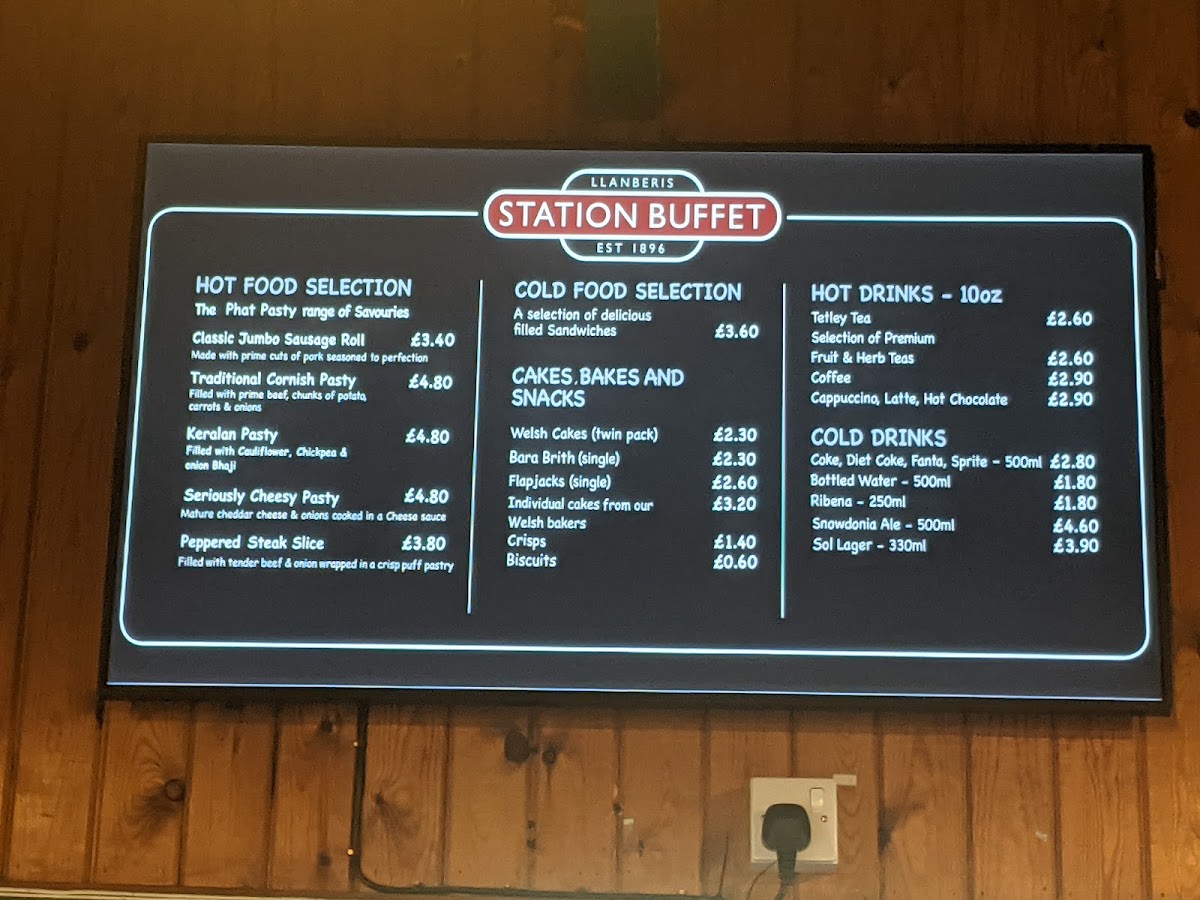 LLANBERIS
STATION BUFFET
EST 1896
HOT FOOD SELECTION
The Phat Pasty range of Savouries
Classic Jumbo Sausage Roll £3.40
Made with prime cuts of pork seasoned to perfection
Traditional Cornish Pasty £4.80
Filled with prime beef, chunks of potato,
carrots & onions
Keralan Pasty £4.80
Filled with Cauliflower, Chickpea &
onion Bhaji
Seriously Cheesy Pasty £4.80
Mature cheddar cheese & onions cooked in a Cheese sauce
Peppered Steak Slice £3.80
Filled with tender beef & onion wrapped in a crisp puff pastry
COLD FOOD SELECTION
A selection of delicious
filled Sandwiches £3.60
CAKES, BAKES AND
SNACKS
Welsh Cakes (twin pack) £2.30
Bara Brith (single) £2.30
Flapjacks (single) £2.60
Individual cakes from our £3.20
Welsh bakers
Crisps £1.40
Biscuits £0.60
HOT DRINKS - 10oz
Tetley Tea £2.60
Selection of Premium
Fruit & Herb Teas £2.60
Coffee £2.90
Cappuccino, Latte, Hot Chocolate £2.90
COLD DRINKS
Coke, Diet Coke, Fanta, Sprite - 500ml £2.80
Bottled Water - 500ml £1.80
Ribena - 250ml £1.80
Snowdonia Ale - 500ml £4.60
Sol Lager - 330ml £3.90